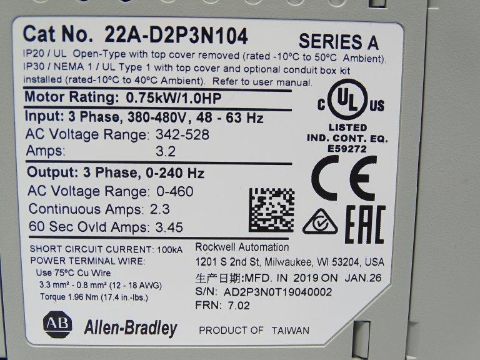 Cat No. 22A-D2P3N104 SERIES A
IP20 / UL Open-Type with top cover removed (rated -10°C to 50°C Ambient).
IP30 / NEMA 1 / UL Type 1 with top cover and optional conduit box kit
installed (rated-10°C to 40°C Ambient). Refer to user manual.
Motor Rating: 0.75kW/1.0HP
Input: 3 Phase, 380-480V, 48 - 63 Hz
AC Voltage Range: 342-528
Amps: 3.2
Output: 3 Phase, 0-240 Hz
AC Voltage Range: 0-460
Continuous Amps: 2.3
60 Sec Ovld Amps: 3.45
SHORT CIRCUIT CURRENT: 100kA
POWER TERMINAL WIRE:
Use 75°C Cu Wire
3.3 mm² - 0.8 mm² (12 - 18 AWG)
Torque 1.96 Nm (17.4 in-lbs.)
AB Allen-Bradley
c UL US
LISTED
IND. CONT. EQ.
E59272
CE
EAC
Rockwell Automation
1201 S 2nd St, Milwaukee, WI 53204, USA
生产日期:MFD. IN 2019 ON JAN.26
S/N: AD2P3N0T19040002
FRN: 7.02
PRODUCT OF TAIWAN